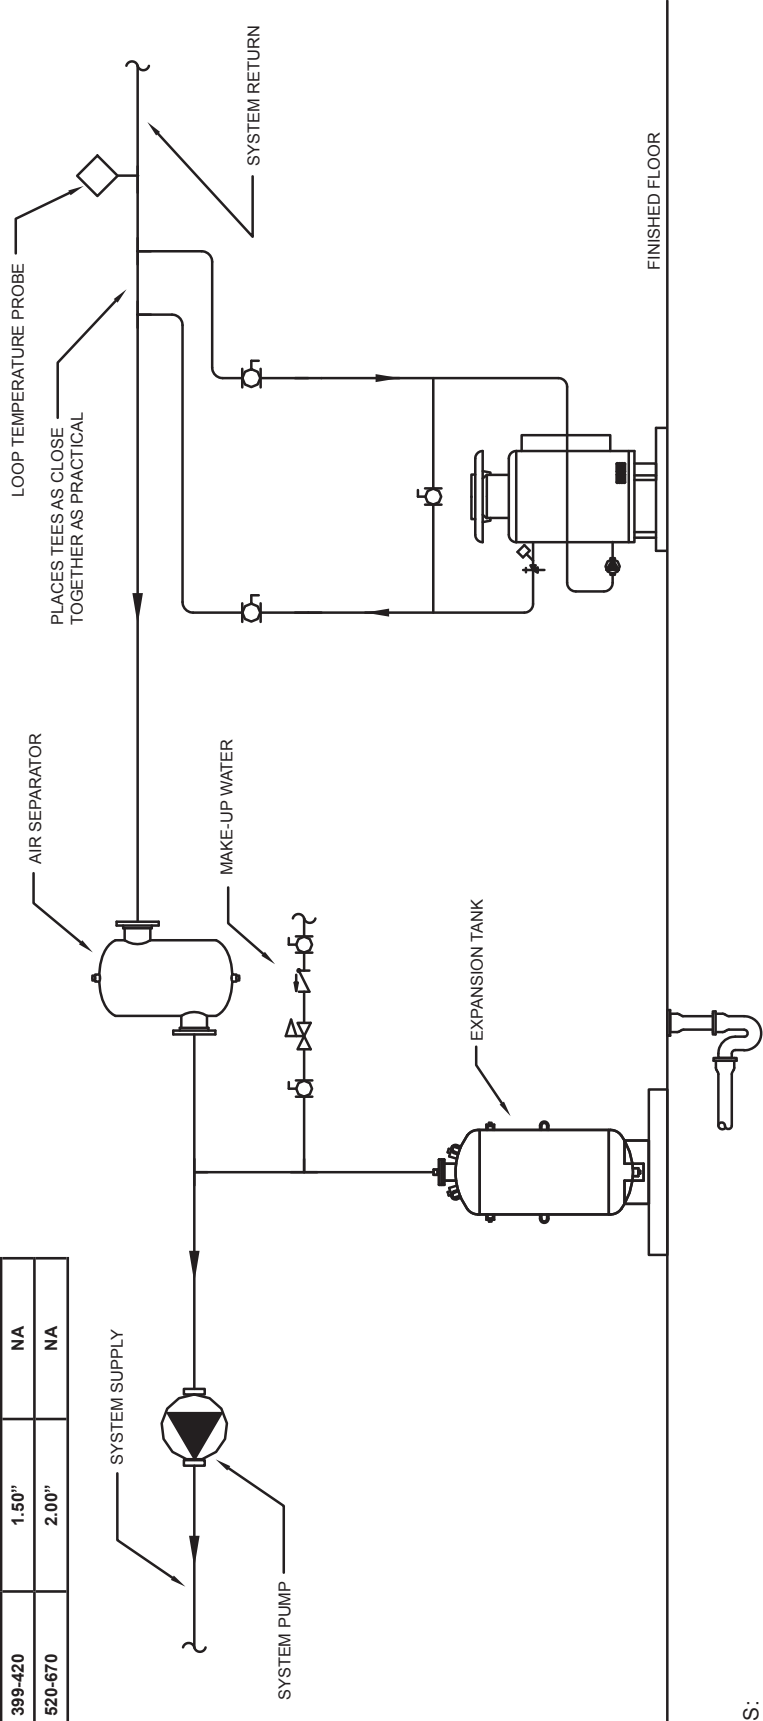 399-420 1.50" NA
520-670 2.00" NA
LOOP TEMPERATURE PROBE
PLACES TEES AS CLOSE
TOGETHER AS PRACTICAL
SYSTEM RETURN
AIR SEPARATOR
MAKE-UP WATER
SYSTEM SUPPLY
SYSTEM PUMP
EXPANSION TANK
FINISHED FLOOR
S: